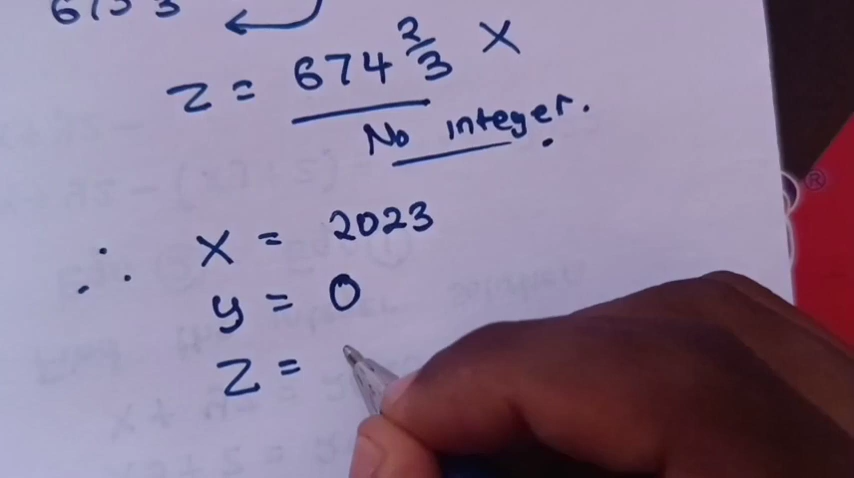 z = 674 2/3 x
No integer.
∴ x = 2023
y = 0
z =